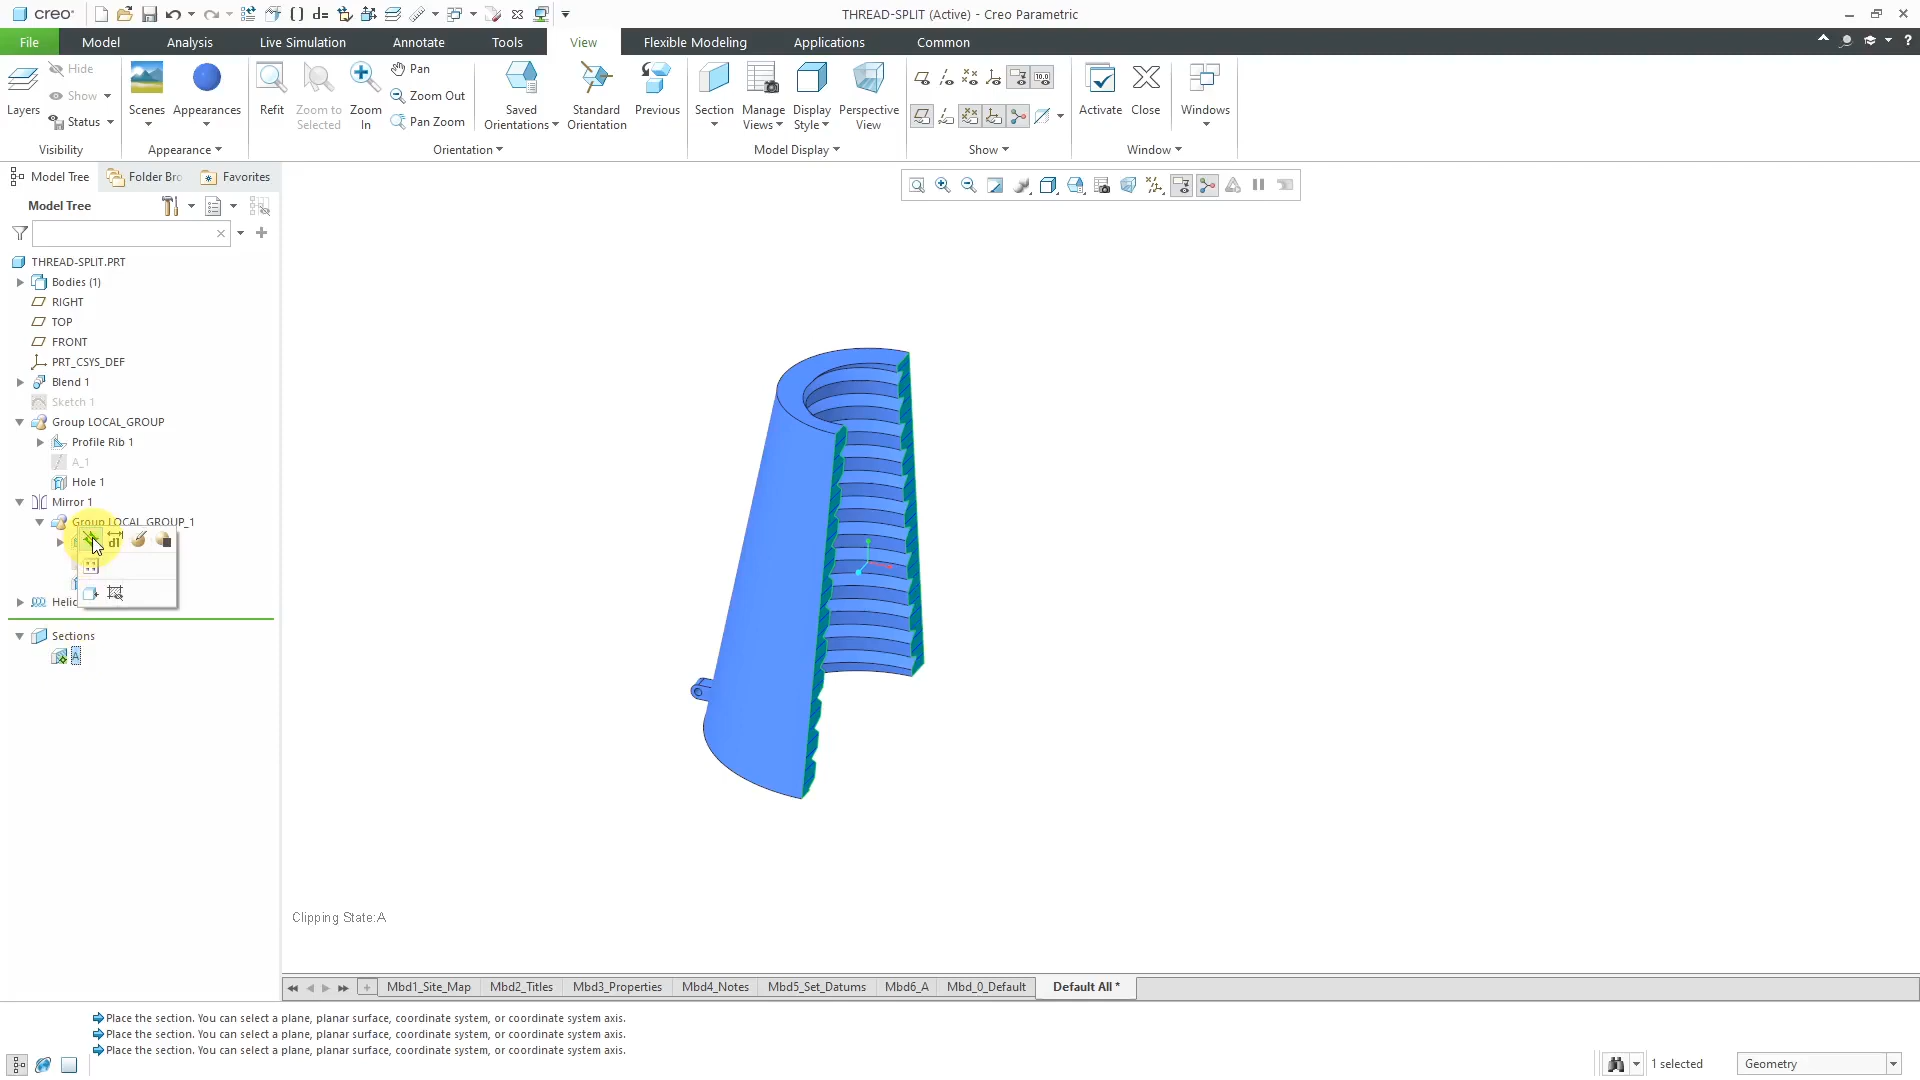 creo
THREAD-SPLIT (Active) - Creo Parametric
File
Model
Analysis
Live Simulation
Annotate
Tools
View
Flexible Modeling
Applications
Common
Layers
Hide
Show
Status
Visibility
Scenes
Appearances
Appearance
Refit
Zoom to Selected
Zoom In
Pan
Zoom Out
Pan Zoom
Saved Orientations
Standard Orientation
Previous
Orientation
Section
Manage Views
Display Style
Perspective View
Model Display
Show
Activate
Close
Windows
Window
Model Tree
Folder Bro
Favorites
Model Tree
THREAD-SPLIT.PRT
Bodies (1)
RIGHT
TOP
FRONT
PRT_CSYS_DEF
Blend 1
Sketch 1
Group LOCAL_GROUP
Profile Rib 1
A_1
Hole 1
Mirror 1
Group LOCAL_GROUP_1
Helic
Sections
A
Clipping State:A
Mbd1_Site_Map
Mbd2_Titles
Mbd3_Properties
Mbd4_Notes
Mbd5_Set_Datums
Mbd6_A
Mbd_0_Default
Default All *
Place the section. You can select a plane, planar surface, coordinate system, or coordinate system axis.
Place the section. You can select a plane, planar surface, coordinate system, or coordinate system axis.
Place the section. You can select a plane, planar surface, coordinate system, or coordinate system axis.
1 selected
Geometry